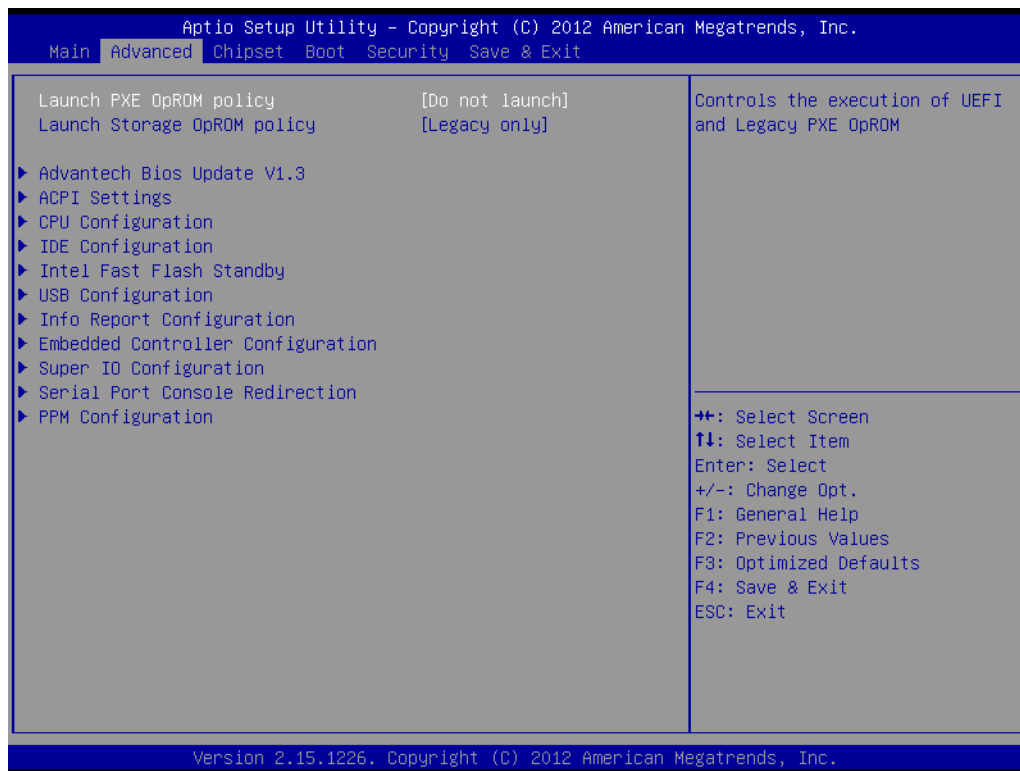 Aptio Setup Utility – Copyright (C) 2012 American Megatrends, Inc.
Main Advanced Chipset Boot Security Save & Exit
Launch PXE OpROM policy [Do not launch]
Launch Storage OpROM policy [Legacy only]
▶ Advantech Bios Update V1.3
▶ ACPI Settings
▶ CPU Configuration
▶ IDE Configuration
▶ Intel Fast Flash Standby
▶ USB Configuration
▶ Info Report Configuration
▶ Embedded Controller Configuration
▶ Super IO Configuration
▶ Serial Port Console Redirection
▶ PPM Configuration
Controls the execution of UEFI
and Legacy PXE OpROM
→←: Select Screen
↑↓: Select Item
Enter: Select
+/-: Change Opt.
F1: General Help
F2: Previous Values
F3: Optimized Defaults
F4: Save & Exit
ESC: Exit
Version 2.15.1226. Copyright (C) 2012 American Megatrends, Inc.